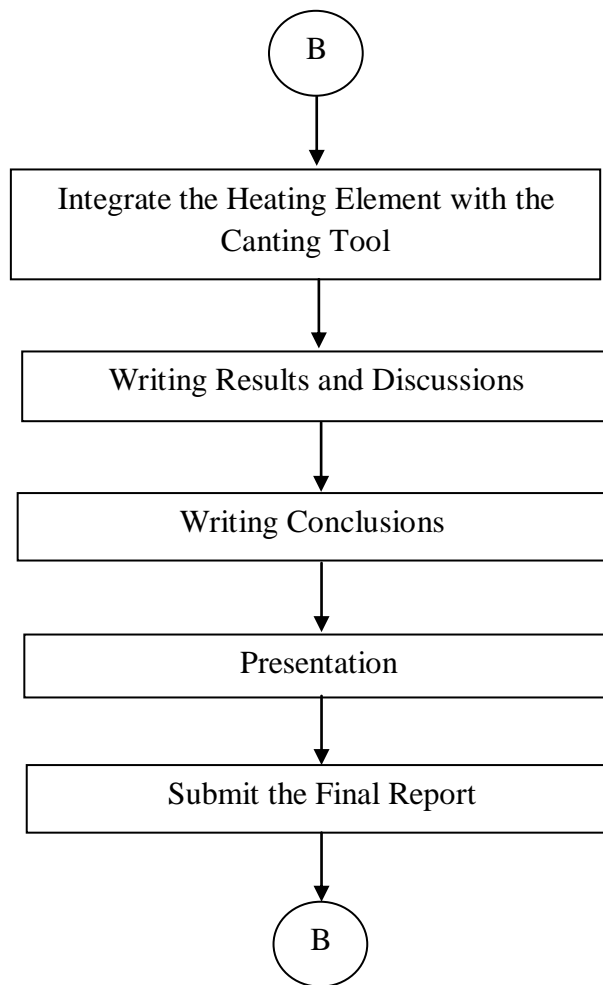 B
Integrate the Heating Element with the
Canting Tool
Writing Results and Discussions
Writing Conclusions
Presentation
Submit the Final Report
B